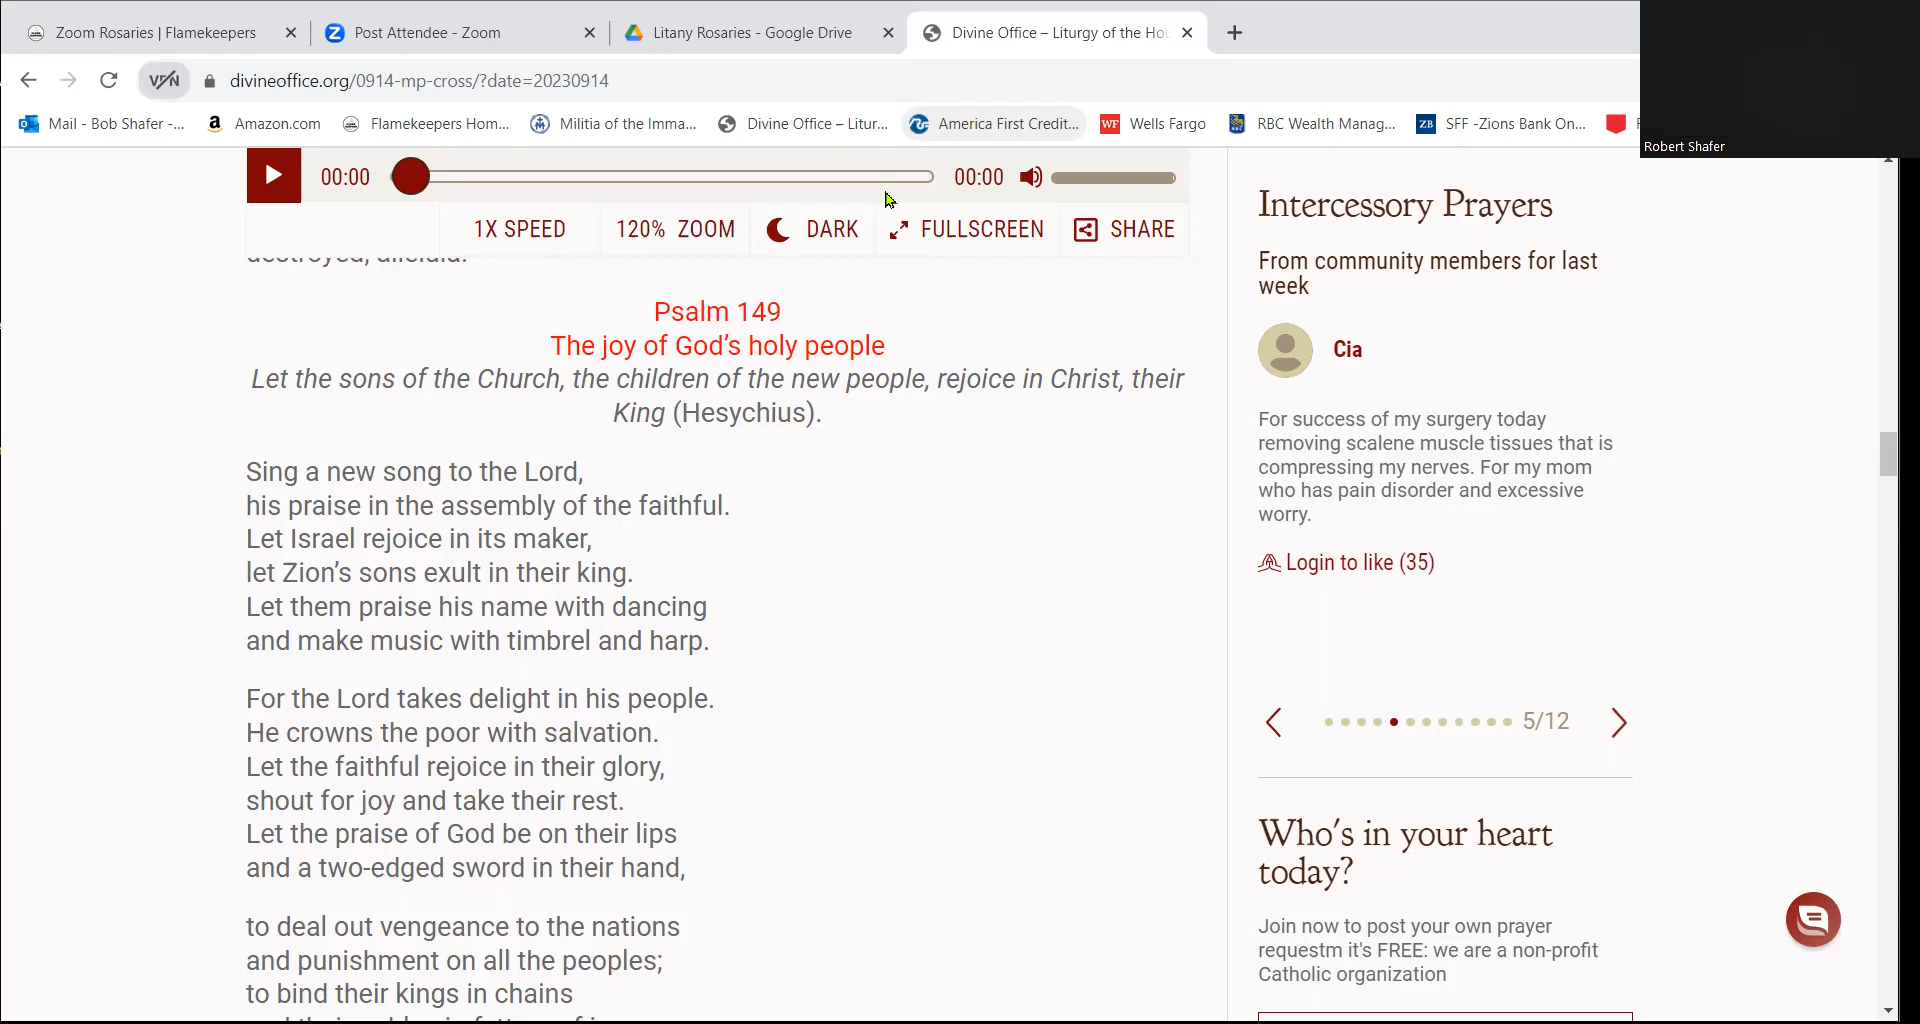 Zoom Rosaries | Flamekeepers
Post Attendee - Zoom
Litany Rosaries - Google Drive
Divine Office – Liturgy of the Hou
divineoffice.org/0914-mp-cross/?date=20230914
Mail - Bob Shafer -...
Amazon.com
Flamekeepers Hom...
Militia of the Imma...
Divine Office – Litur...
America First Credit...
WF Wells Fargo
RBC Wealth Manag...
ZB SFF -Zions Bank On...
Robert Shafer
00:00
00:00
1X SPEED
120% ZOOM
DARK
FULLSCREEN
SHARE
destroyed, alleluia.
Psalm 149
The joy of God’s holy people
Let the sons of the Church, the children of the new people, rejoice in Christ, their
King (Hesychius).
Sing a new song to the Lord,
his praise in the assembly of the faithful.
Let Israel rejoice in its maker,
let Zion’s sons exult in their king.
Let them praise his name with dancing
and make music with timbrel and harp.
For the Lord takes delight in his people.
He crowns the poor with salvation.
Let the faithful rejoice in their glory,
shout for joy and take their rest.
Let the praise of God be on their lips
and a two-edged sword in their hand,
to deal out vengeance to the nations
and punishment on all the peoples;
to bind their kings in chains
Intercessory Prayers
From community members for last
week
Cia
For success of my surgery today
removing scalene muscle tissues that is
compressing my nerves. For my mom
who has pain disorder and excessive
worry.
Login to like (35)
5/12
Who's in your heart
today?
Join now to post your own prayer
requestm it's FREE: we are a non-profit
Catholic organization